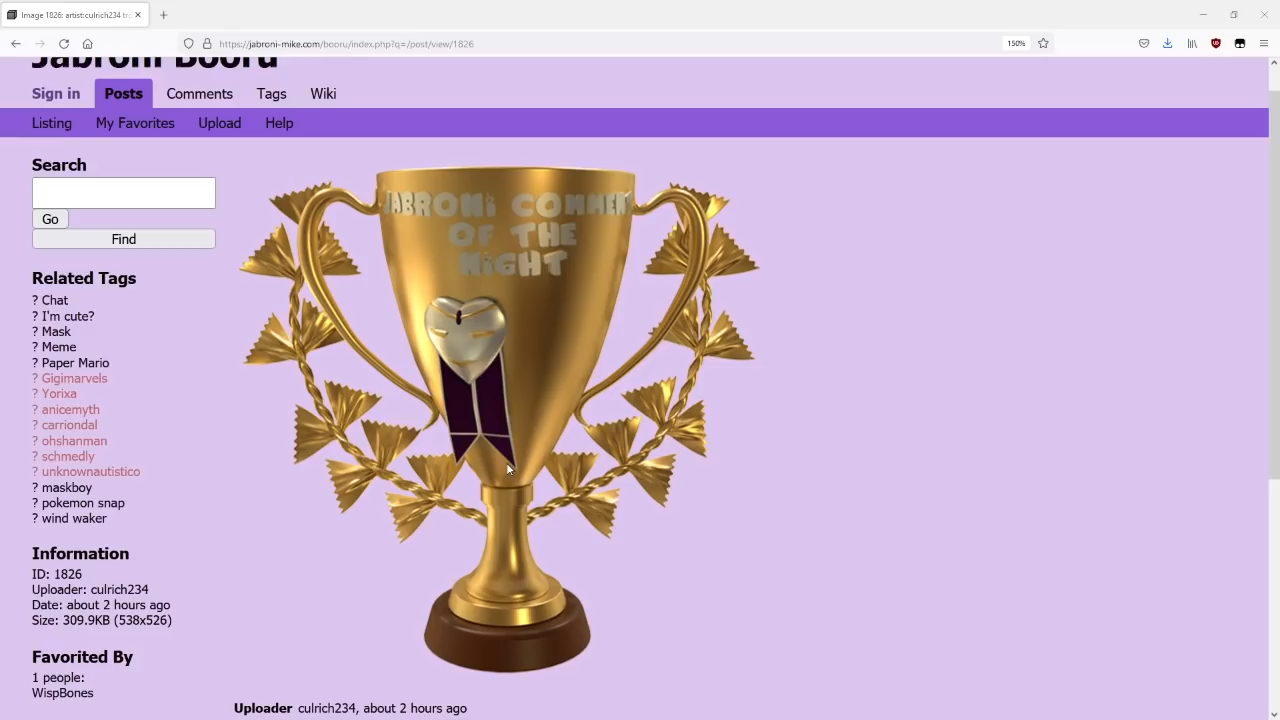 Image 1826: artist:culrich234 tr
https://jabroni-mike.com/booru/index.php?q=/post/view/1826
150%
Jabroni Booru
Sign in Posts Comments Tags Wiki
Listing My Favorites Upload Help
Search
Go
Find
Related Tags
? Chat
? I'm cute?
? Mask
? Meme
? Paper Mario
? Gigimarvels
? Yorixa
? anicemyth
? carriondal
? ohshanman
? schmedly
? unknownautistico
? maskboy
? pokemon snap
? wind waker
Information
ID: 1826
Uploader: culrich234
Date: about 2 hours ago
Size: 309.9KB (538x526)
Favorited By
1 people:
WispBones
JABRONi COMMENT
OF THE
NiGHT
Uploader culrich234, about 2 hours ago